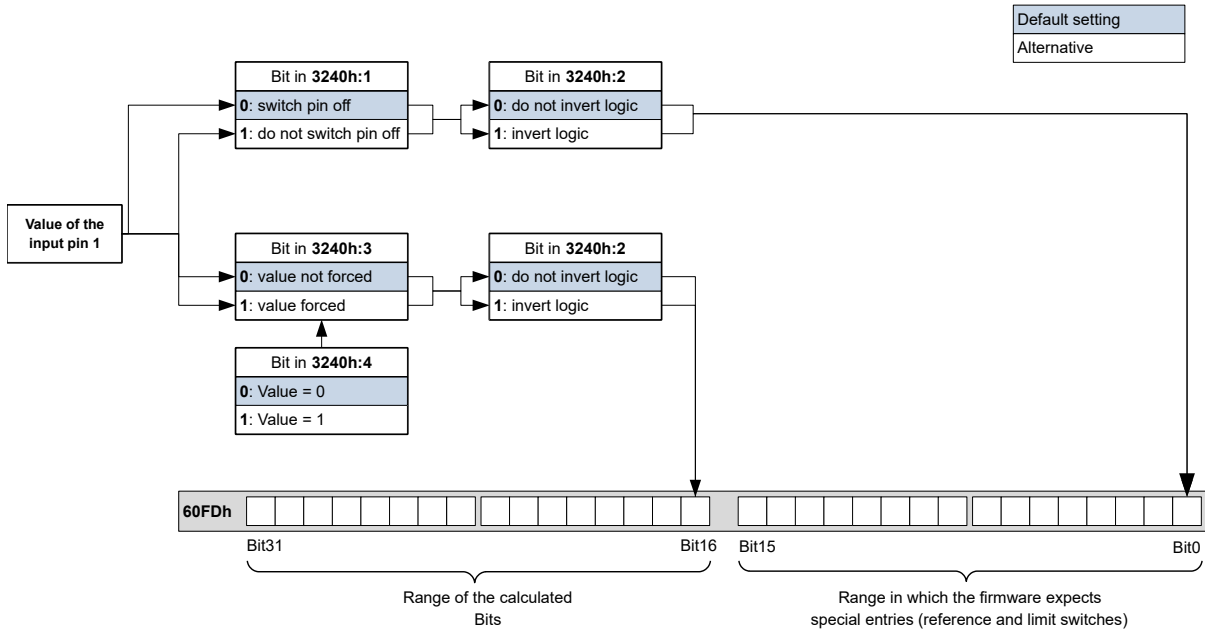 Default setting
Alternative
Bit in 3240h:1
0: switch pin off
1: do not switch pin off
Bit in 3240h:2
0: do not invert logic
1: invert logic
Value of the
input pin 1
Bit in 3240h:3
0: value not forced
1: value forced
Bit in 3240h:2
0: do not invert logic
1: invert logic
Bit in 3240h:4
0: Value = 0
1: Value = 1
60FDh
Bit31
Bit16
Bit15
Bit0
Range of the calculated
Bits
Range in which the firmware expects
special entries (reference and limit switches)